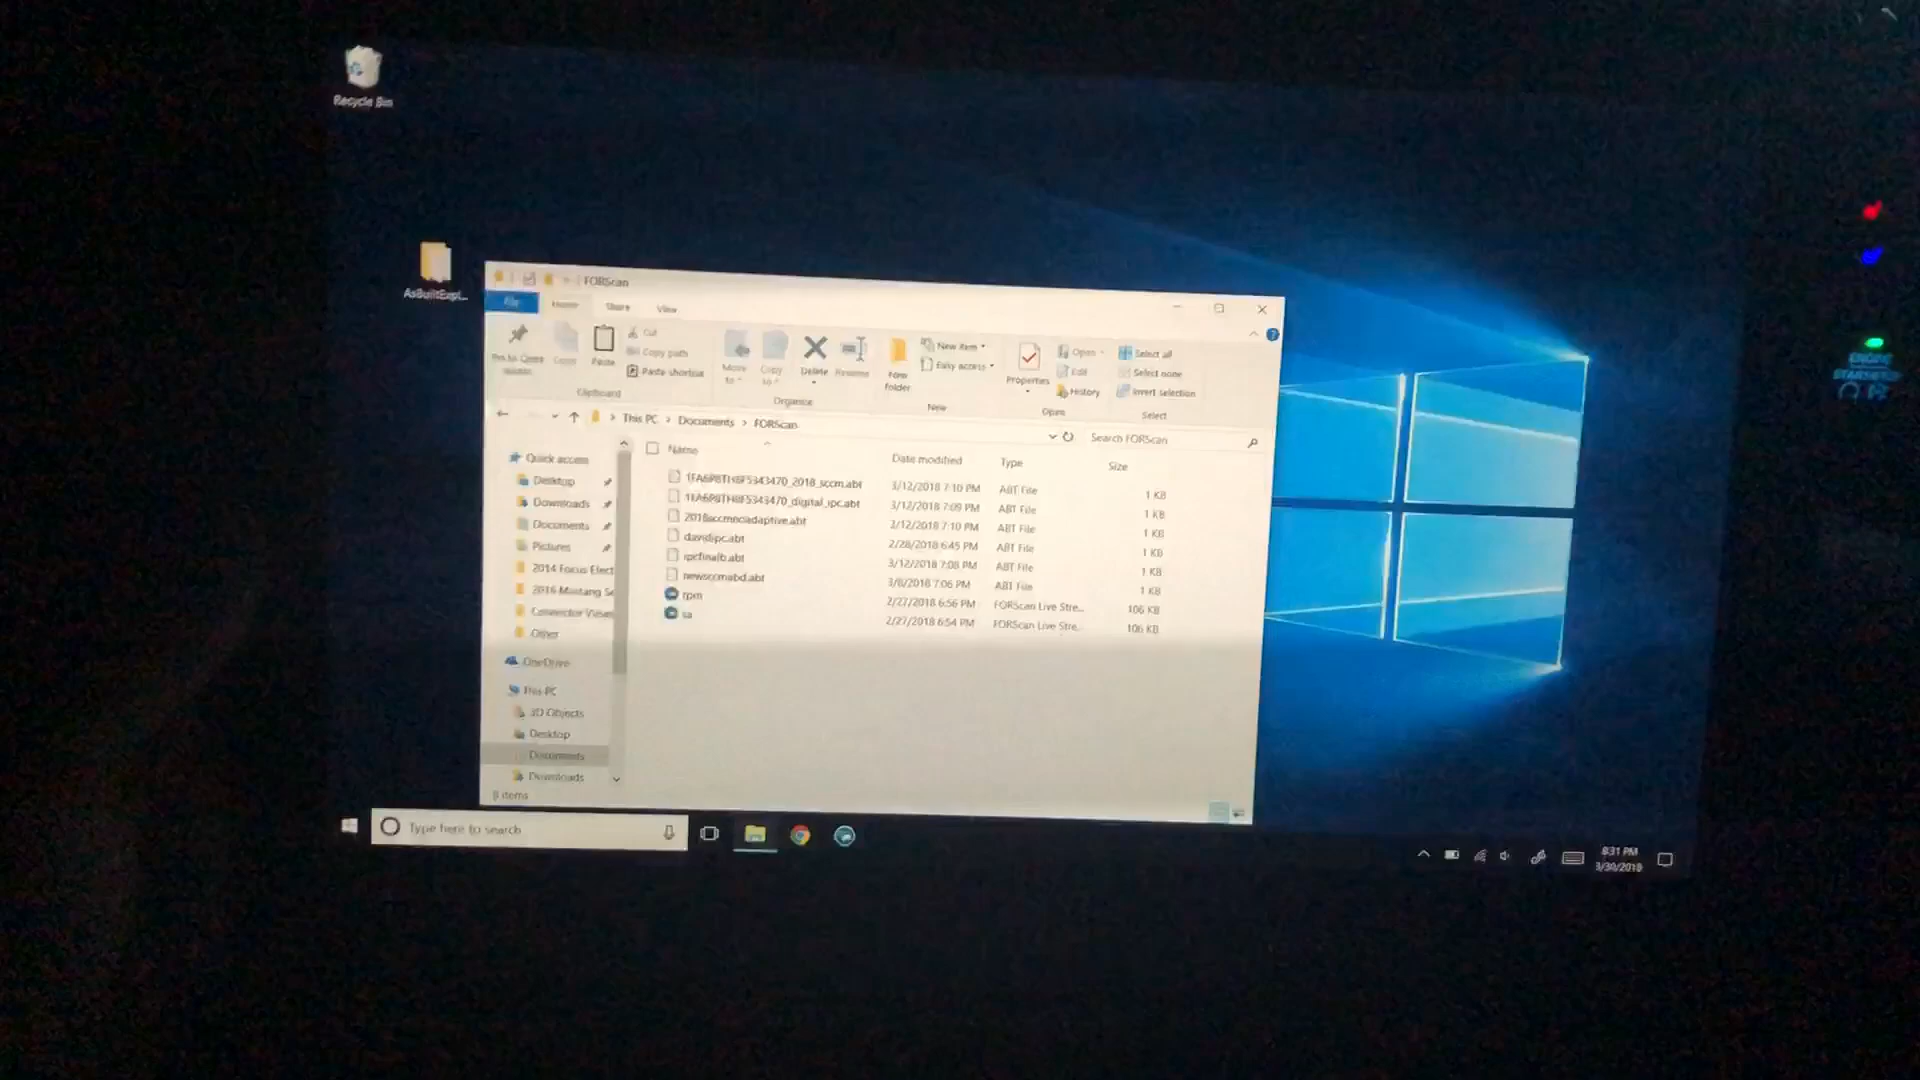 Recycle Bin
AsBuiltExpl...
FORScan
File
Home
Share
View
Pin to Quick access
Copy
Paste
Cut
Copy path
Paste shortcut
Clipboard
Move to
Copy to
Delete
Rename
Organize
New folder
New item
Easy access
New
Properties
Open
Edit
History
Open
Select all
Select none
Invert selection
Select
This PC > Documents > FORScan
Search FORScan
Name
Date modified
Type
Size
1FA6P8TH8F5343470_2018_sccm.abt 3/12/2018 7:10 PM ABT File 1 KB
1FA6P8TH8F5343470_digital_ipc.abt 3/12/2018 7:09 PM ABT File 1 KB
2018sccmnoadaptive.abt 3/12/2018 7:10 PM ABT File 1 KB
davidipc.abt 2/28/2018 6:45 PM ABT File 1 KB
ipcfinalb.abt 3/12/2018 7:08 PM ABT File 1 KB
newsccmabd.abt 3/8/2018 7:06 PM ABT File 1 KB
rpm 2/27/2018 6:56 PM FORScan Live Stre... 106 KB
sa 2/27/2018 6:54 PM FORScan Live Stre... 106 KB
Quick access
Desktop
Downloads
Documents
Pictures
2014 Focus Elect
2016 Mustang Se
Connector Views
Other
OneDrive
This PC
3D Objects
Desktop
Documents
Downloads
8 items
Type here to search
8:31 PM
3/30/2018
ENGINE